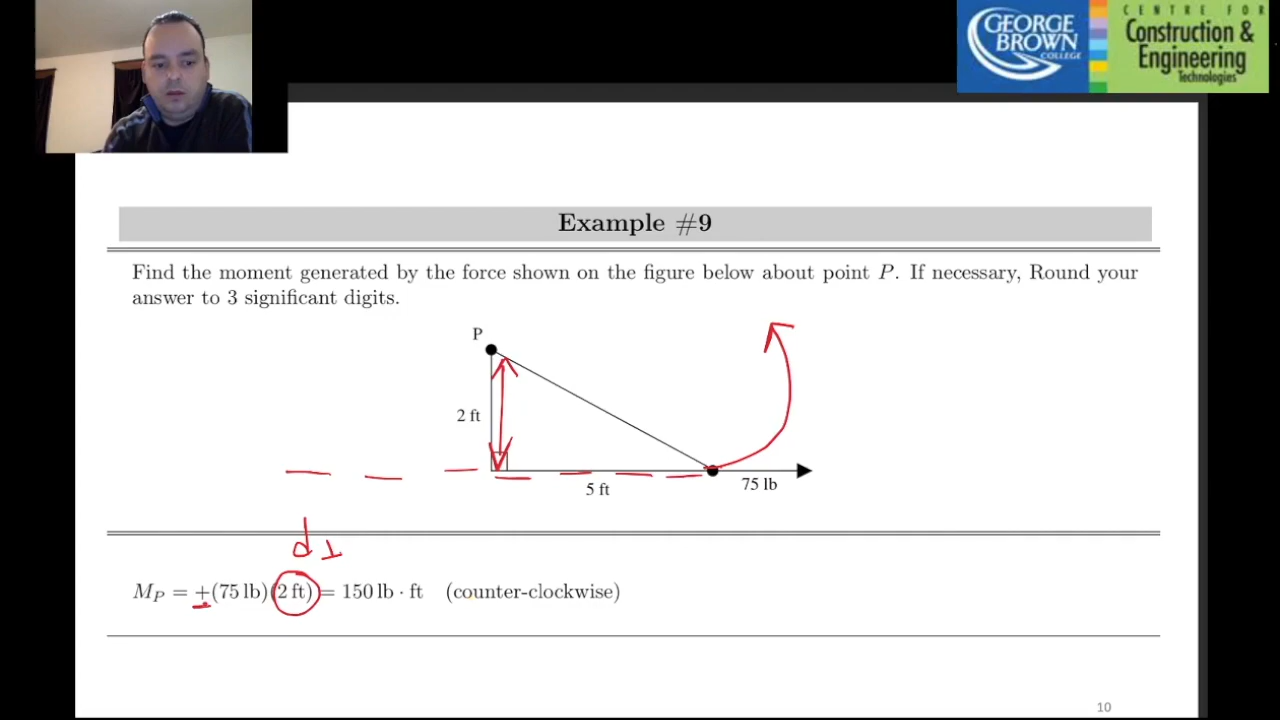 GEORGE
BROWN
COLLEGE
CENTRE FOR
Construction &
Engineering
Technologies
Example #9
Find the moment generated by the force shown on the figure below about point P. If necessary, Round your
answer to 3 significant digits.
P
2 ft
5 ft
75 lb
d⊥
M_P = +(75 lb)(2 ft) = 150 lb · ft (counter-clockwise)
10